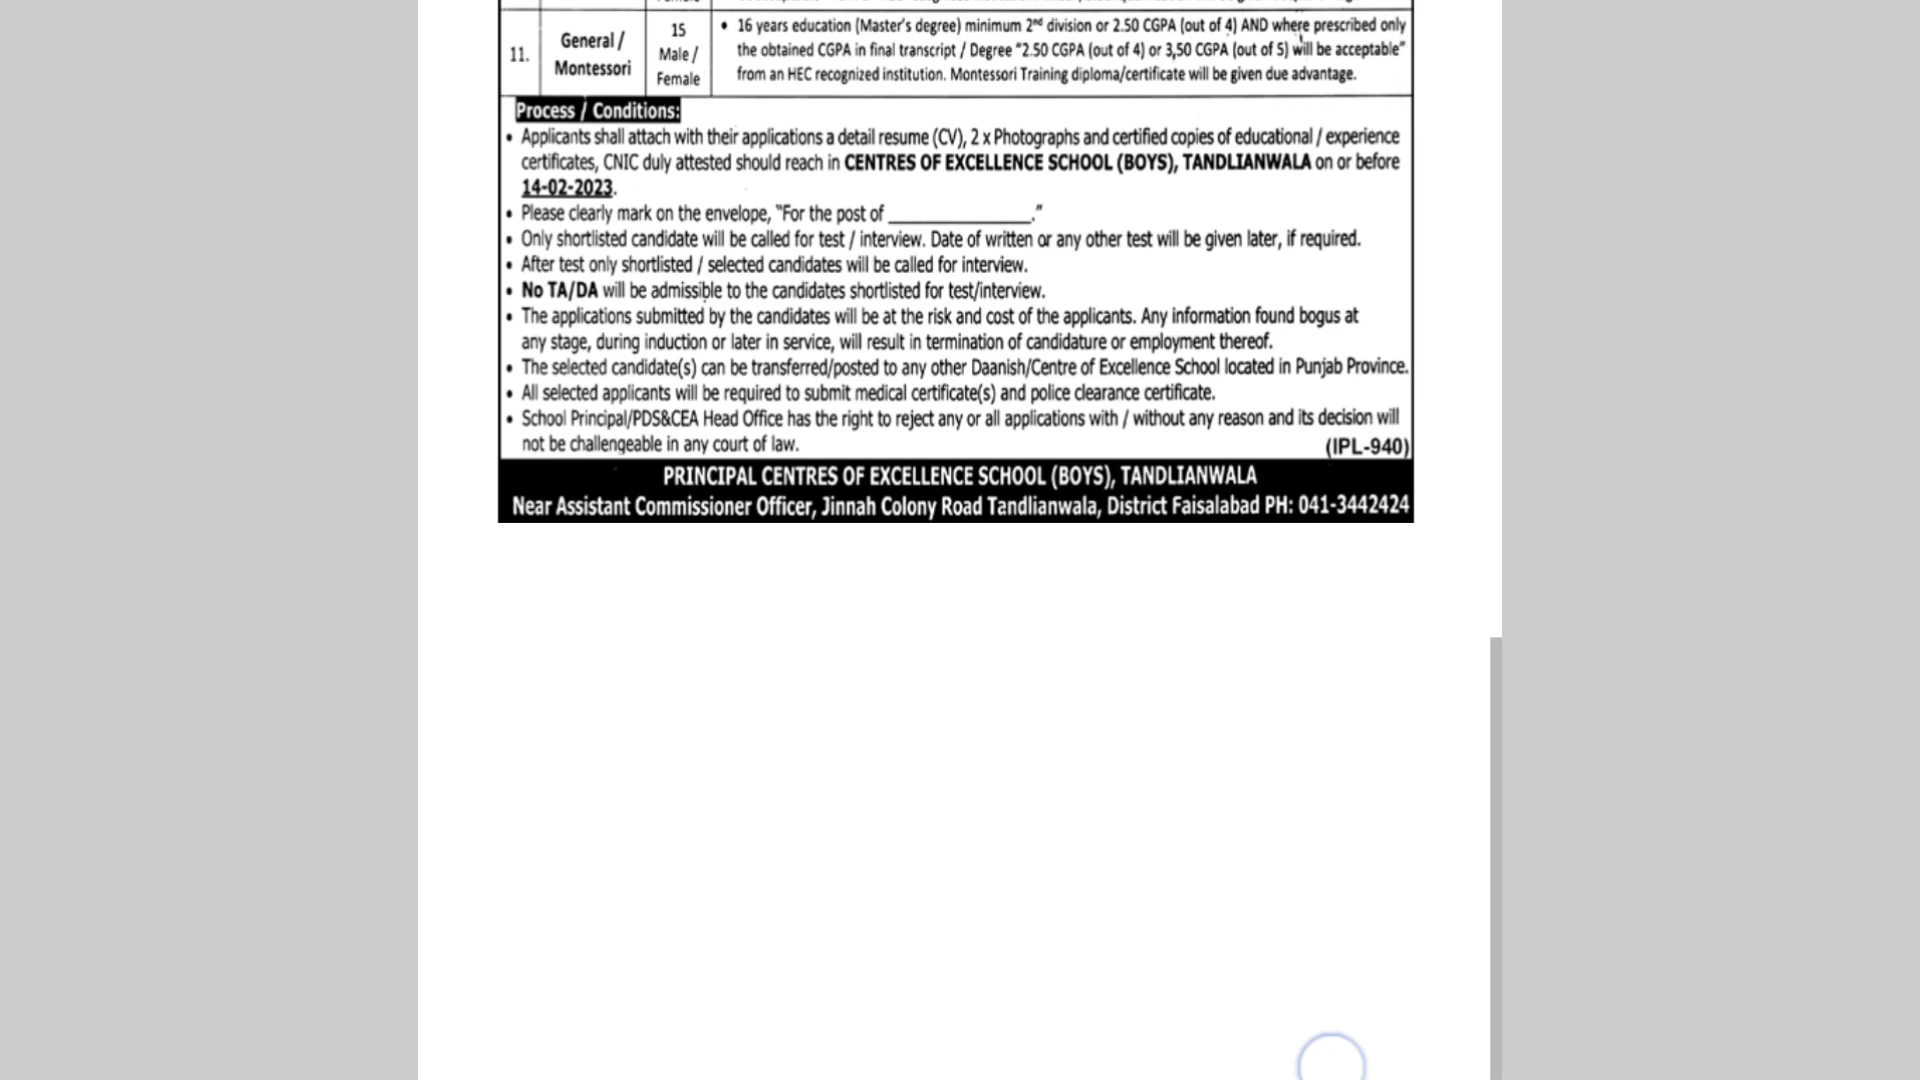 11.
General /
Montessori
15
Male /
Female
• 16 years education (Master's degree) minimum 2nd division or 2.50 CGPA (out of 4) AND where prescribed only
the obtained CGPA in final transcript / Degree "2.50 CGPA (out of 4) or 3,50 CGPA (out of 5) will be acceptable"
from an HEC recognized institution. Montessori Training diploma/certificate will be given due advantage.
Process / Conditions:
• Applicants shall attach with their applications a detail resume (CV), 2 x Photographs and certified copies of educational / experience
certificates, CNIC duly attested should reach in CENTRES OF EXCELLENCE SCHOOL (BOYS), TANDLIANWALA on or before
14-02-2023.
• Please clearly mark on the envelope, "For the post of ________________."
• Only shortlisted candidate will be called for test / interview. Date of written or any other test will be given later, if required.
• After test only shortlisted / selected candidates will be called for interview.
• No TA/DA will be admissible to the candidates shortlisted for test/interview.
• The applications submitted by the candidates will be at the risk and cost of the applicants. Any information found bogus at
any stage, during induction or later in service, will result in termination of candidature or employment thereof.
• The selected candidate(s) can be transferred/posted to any other Daanish/Centre of Excellence School located in Punjab Province.
• All selected applicants will be required to submit medical certificate(s) and police clearance certificate.
• School Principal/PDS&CEA Head Office has the right to reject any or all applications with / without any reason and its decision will
not be challengeable in any court of law.
(IPL-940)
PRINCIPAL CENTRES OF EXCELLENCE SCHOOL (BOYS), TANDLIANWALA
Near Assistant Commissioner Officer, Jinnah Colony Road Tandlianwala, District Faisalabad PH: 041-3442424